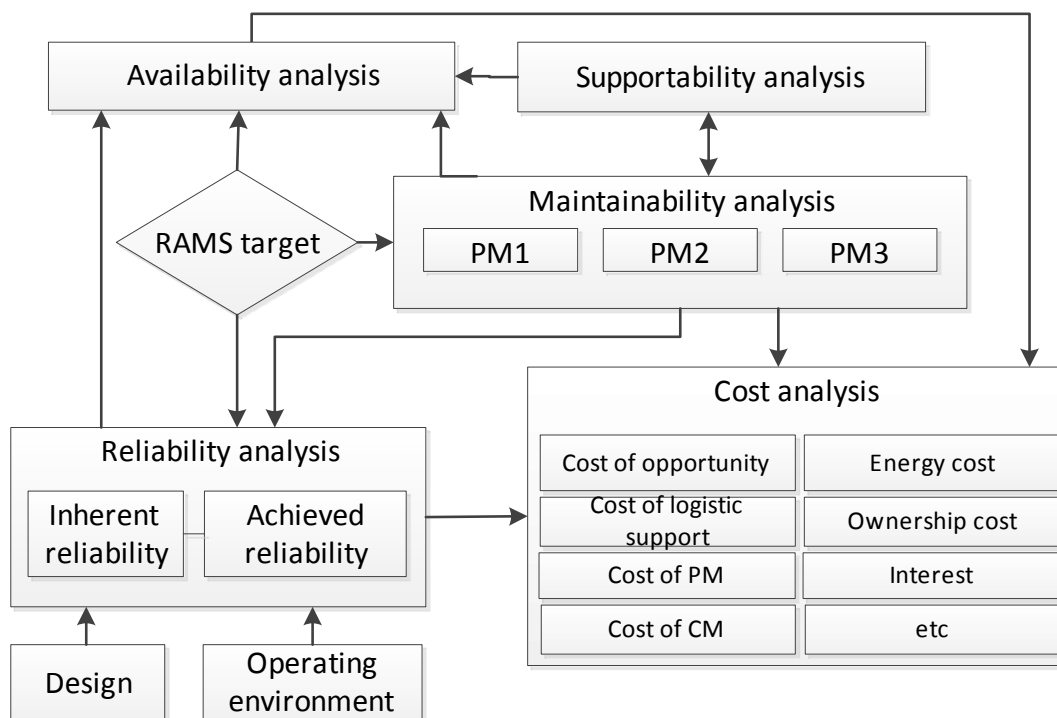 Availability analysis
Supportability analysis
Maintainability analysis
PM1
PM2
PM3
RAMS target
Cost analysis
Cost of opportunity
Energy cost
Cost of logistic
support
Ownership cost
Cost of PM
Interest
Cost of CM
etc
Reliability analysis
Inherent
reliability
Achieved
reliability
Design
Operating
environment